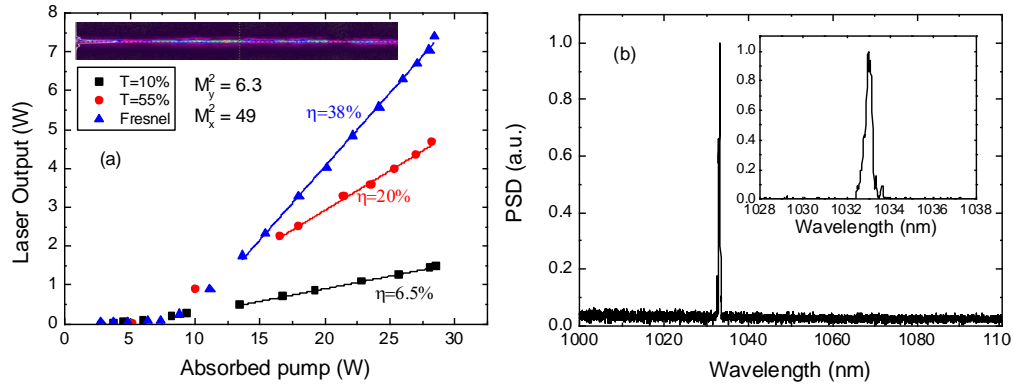 8
7
6
5
4
3
2
1
0
Laser Output (W)
T=10%
T=55%
Fresnel
M²y = 6.3
M²x = 49
(a)
η=38%
η=20%
η=6.5%
0 5 10 15 20 25 30
Absorbed pump (W)
(b)
1.0
0.8
0.6
0.4
0.2
0.0
PSD (a.u.)
1.0
0.8
0.6
0.4
0.2
0.0
1028 1030 1032 1034 1036 1038
Wavelength (nm)
1000 1020 1040 1060 1080 110
Wavelength (nm)